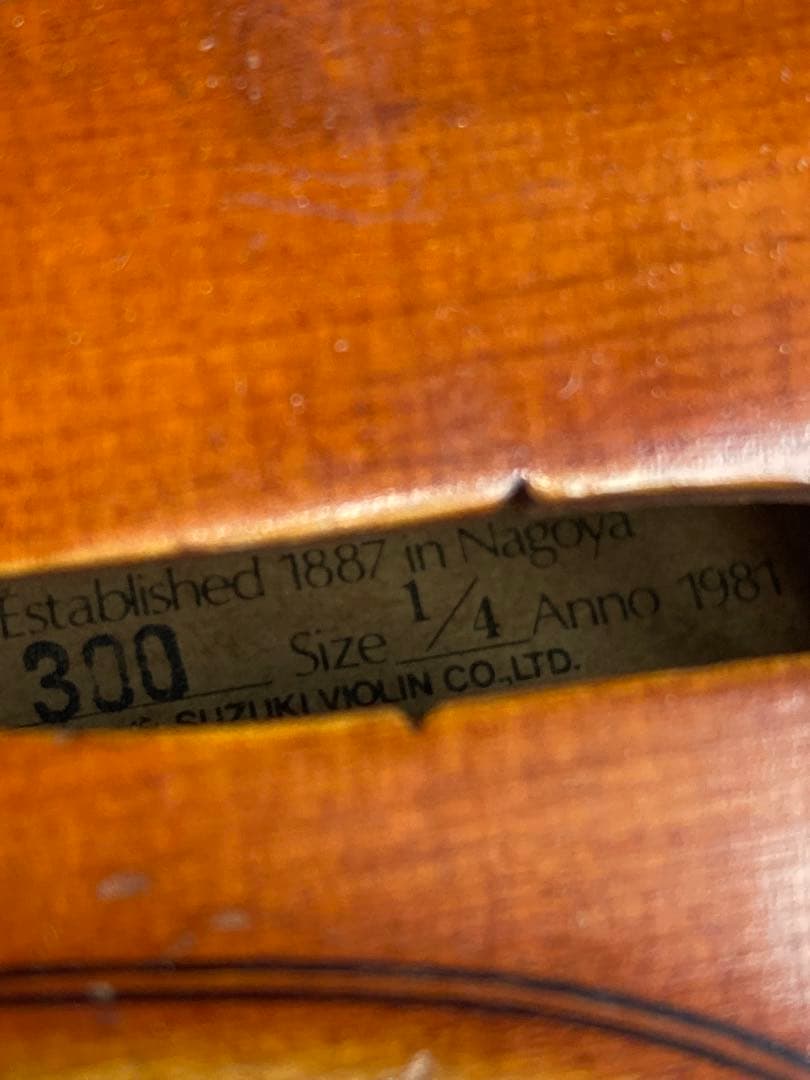 Established 1887 in Nagoya
300 Size 1/4 Anno 1981
SUZUKI VIOLIN CO.,LTD.